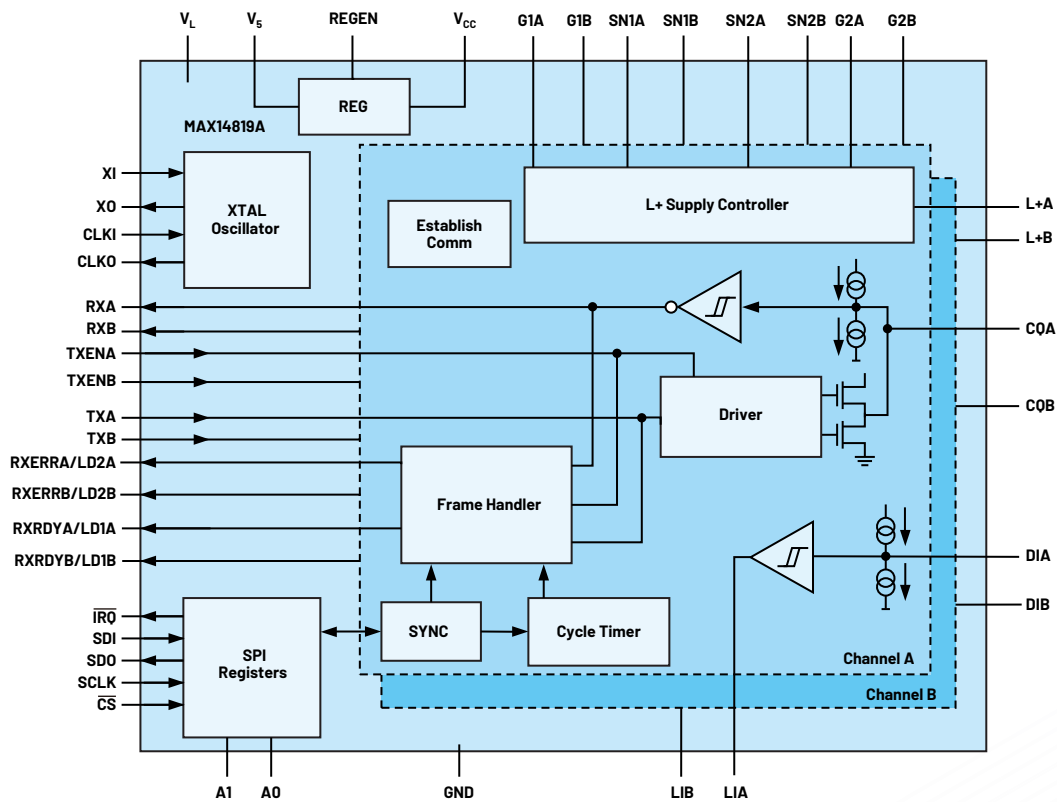 VL
V5
REGEN
VCC
G1A
G1B
SN1A
SN1B
SN2A
SN2B
G2A
G2B
REG
MAX14819A
XI
XO
CLKI
CLKO
XTAL
Oscillator
Establish
Comm
L+ Supply Controller
L+A
L+B
RXA
RXB
TXENA
TXENB
TXA
TXB
RXERRA/LD2A
RXERRB/LD2B
RXRDYA/LD1A
RXRDYB/LD1B
CQA
CQB
Driver
Frame Handler
DIA
DIB
IRQ
SDI
SDO
SCLK
CS
SPI
Registers
SYNC
Cycle Timer
Channel A
Channel B
A1
A0
GND
LIB
LIA